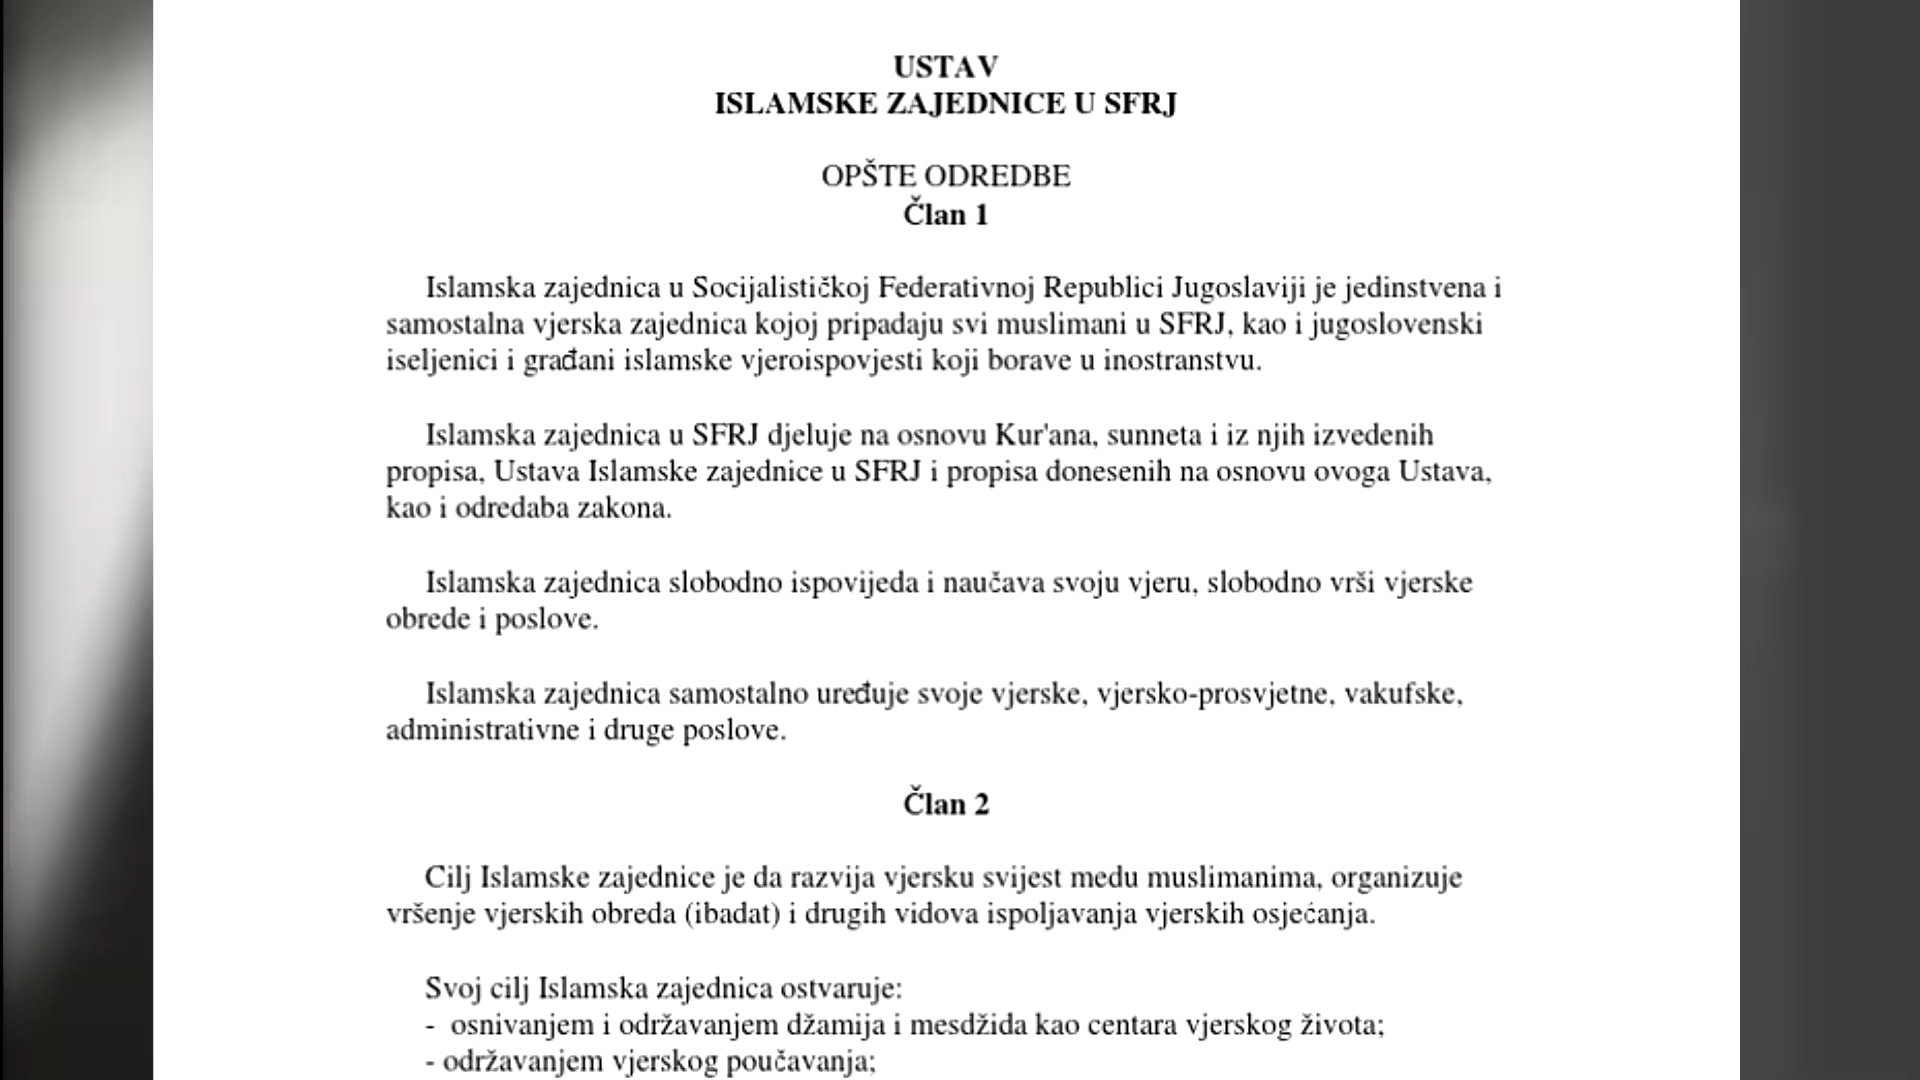 USTAV
ISLAMSKE ZAJEDNICE U SFRJ
OPŠTE ODREDBE
Član 1
Islamska zajednica u Socijalističkoj Federativnoj Republici Jugoslaviji je jedinstvena i
samostalna vjerska zajednica kojoj pripadaju svi muslimani u SFRJ, kao i jugoslovenski
iseljenici i građani islamske vjeroispovjesti koji borave u inostranstvu.
Islamska zajednica u SFRJ djeluje na osnovu Kur'ana, sunneta i iz njih izvedenih
propisa, Ustava Islamske zajednice u SFRJ i propisa donesenih na osnovu ovoga Ustava,
kao i odredaba zakona.
Islamska zajednica slobodno ispovijeda i naučava svoju vjeru, slobodno vrši vjerske
obrede i poslove.
Islamska zajednica samostalno uređuje svoje vjerske, vjersko-prosvjetne, vakufske,
administrativne i druge poslove.
Član 2
Cilj Islamske zajednice je da razvija vjersku svijest medu muslimanima, organizuje
vršenje vjerskih obreda (ibadat) i drugih vidova ispoljavanja vjerskih osjećanja.
Svoj cilj Islamska zajednica ostvaruje:
- osnivanjem i održavanjem džamija i mesdžida kao centara vjerskog života;
- održavanjem vjerskog poučavanja;